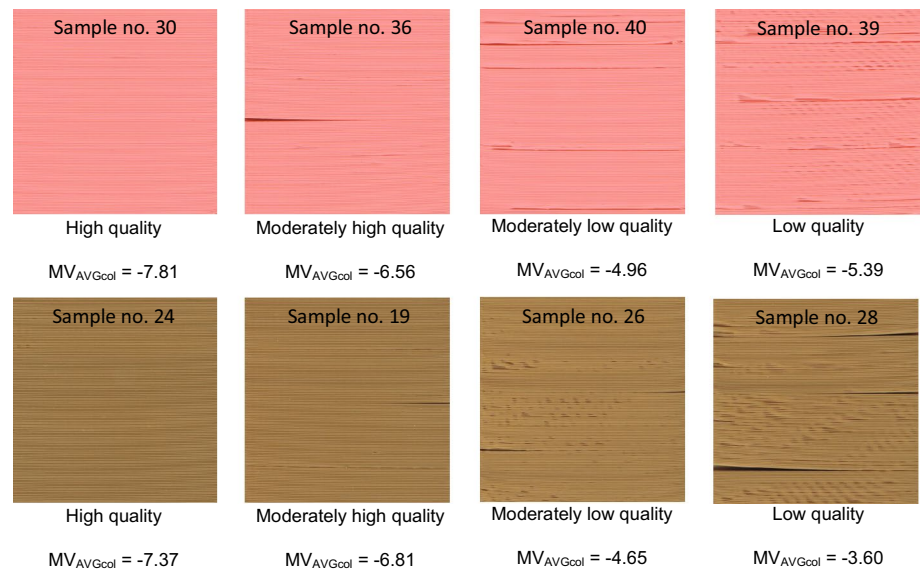 Sample no. 30
Sample no. 36
Sample no. 40
Sample no. 39
High quality
Moderately high quality
Moderately low quality
Low quality
MVAVGcol = -7.81
MVAVGcol = -6.56
MVAVGcol = -4.96
MVAVGcol = -5.39
Sample no. 24
Sample no. 19
Sample no. 26
Sample no. 28
High quality
Moderately high quality
Moderately low quality
Low quality
MVAVGcol = -7.37
MVAVGcol = -6.81
MVAVGcol = -4.65
MVAVGcol = -3.60